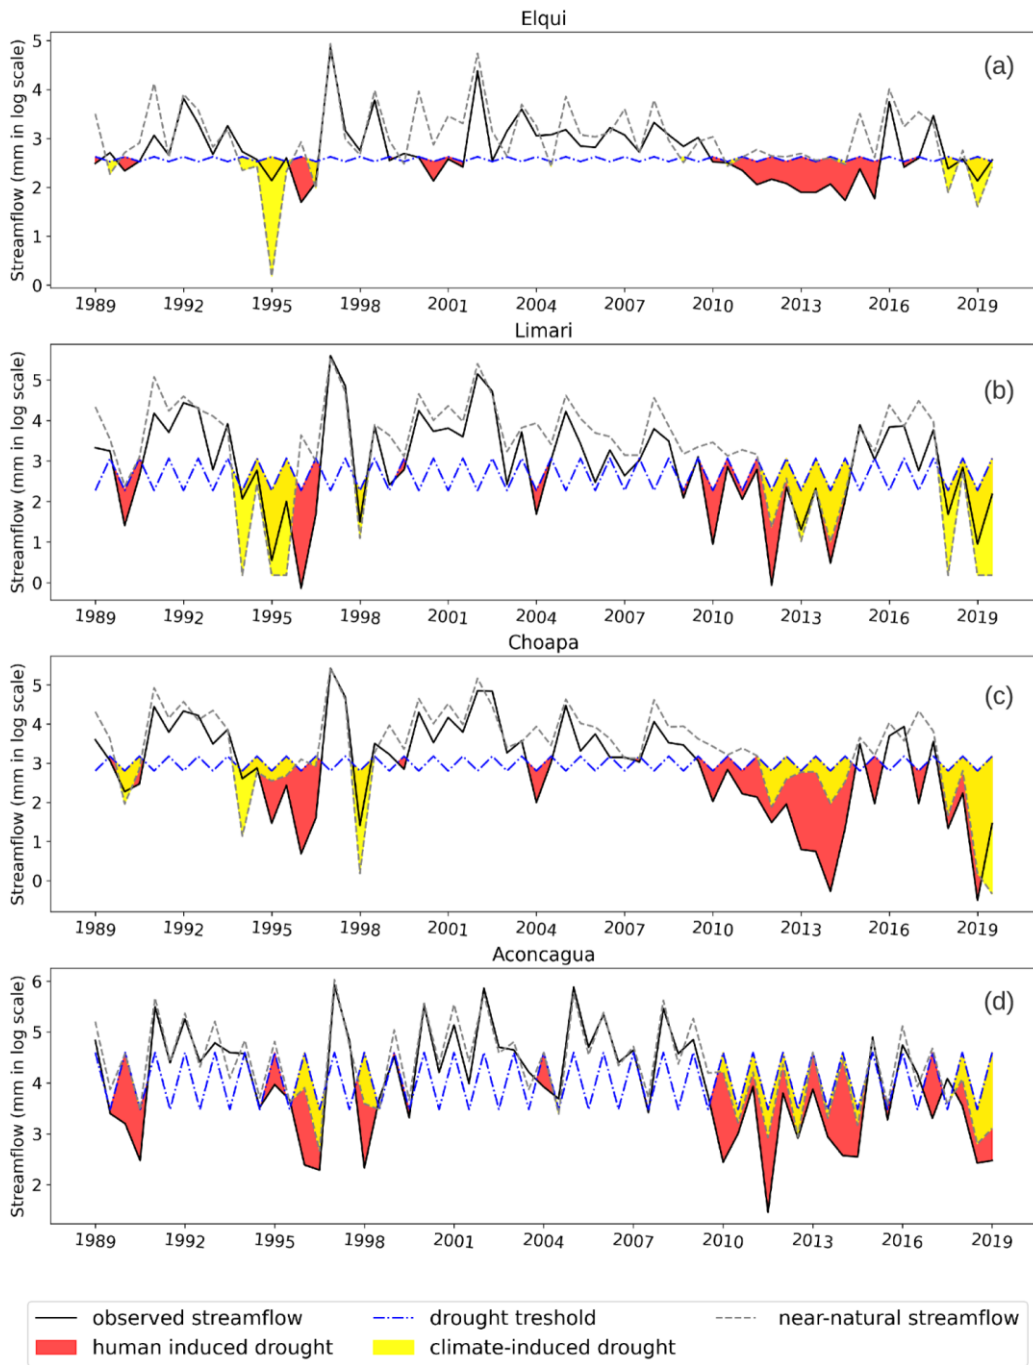 Elqui
(a)
Streamflow (mm in log scale)
5
4
3
2
1
0
1989 1992 1995 1998 2001 2004 2007 2010 2013 2016 2019
Limari
(b)
Streamflow (mm in log scale)
5
4
3
2
1
0
1989 1992 1995 1998 2001 2004 2007 2010 2013 2016 2019
Choapa
(c)
Streamflow (mm in log scale)
5
4
3
2
1
0
1989 1992 1995 1998 2001 2004 2007 2010 2013 2016 2019
Aconcagua
(d)
Streamflow (mm in log scale)
6
5
4
3
2
1989 1992 1995 1998 2001 2004 2007 2010 2013 2016 2019
observed streamflow drought treshold near-natural streamflow
human induced drought climate-induced drought